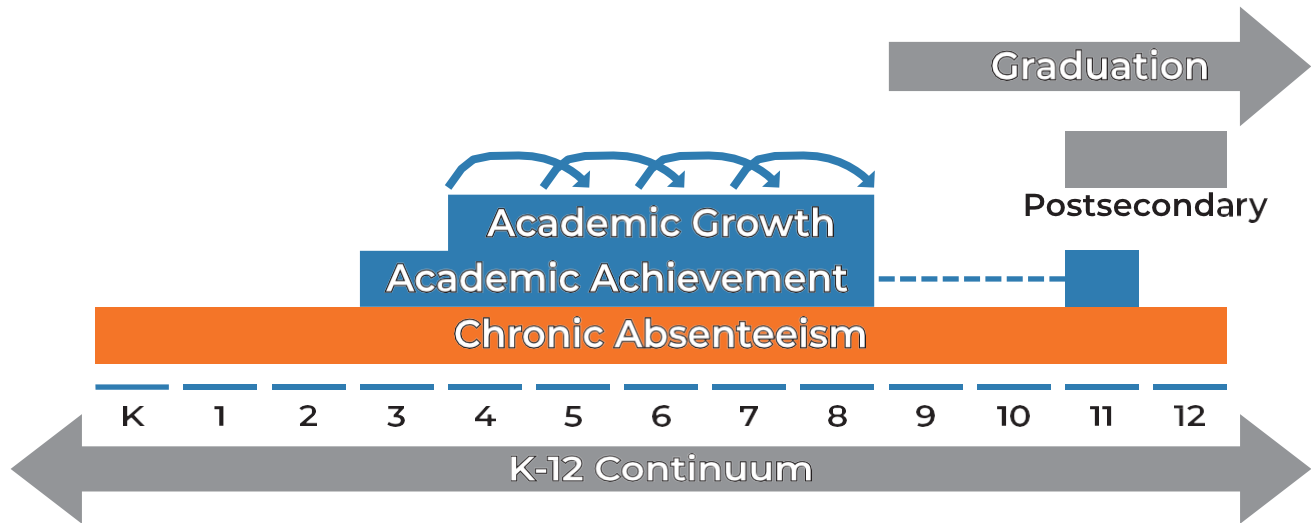 Graduation
Postsecondary
Academic Growth
Academic Achievement
Chronic Absenteeism
K 1 2 3 4 5 6 7 8 9 10 11 12
K-12 Continuum